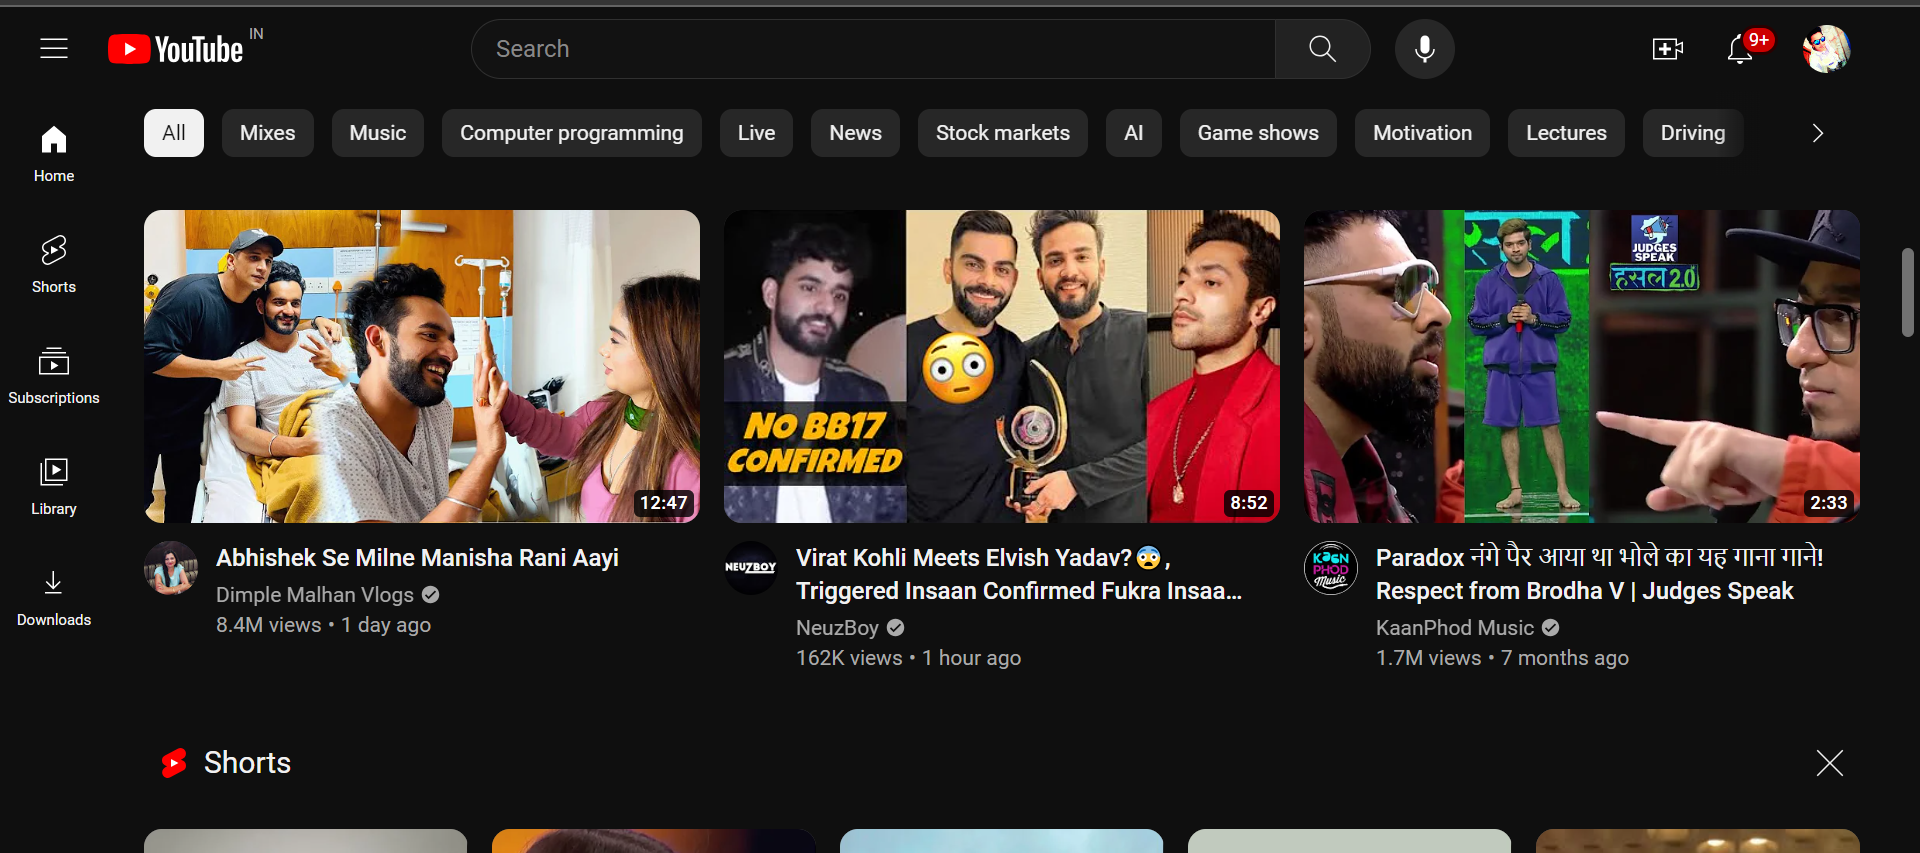 YouTube IN
Search
9+
All
Mixes
Music
Computer programming
Live
News
Stock markets
AI
Game shows
Motivation
Lectures
Driving
Home
Shorts
Subscriptions
Library
Downloads
12:47
Abhishek Se Milne Manisha Rani Aayi
Dimple Malhan Vlogs
8.4M views • 1 day ago
NO BB17
CONFIRMED
8:52
NEUZBOY
Virat Kohli Meets Elvish Yadav?😨,
Triggered Insaan Confirmed Fukra Insaa...
NeuzBoy
162K views • 1 hour ago
JUDGES
SPEAK
हसल 2.0
2:33
KAAN
PHOD
Music
Paradox नंगे पैर आया था भोले का यह गाना गाने!
Respect from Brodha V | Judges Speak
KaanPhod Music
1.7M views • 7 months ago
Shorts